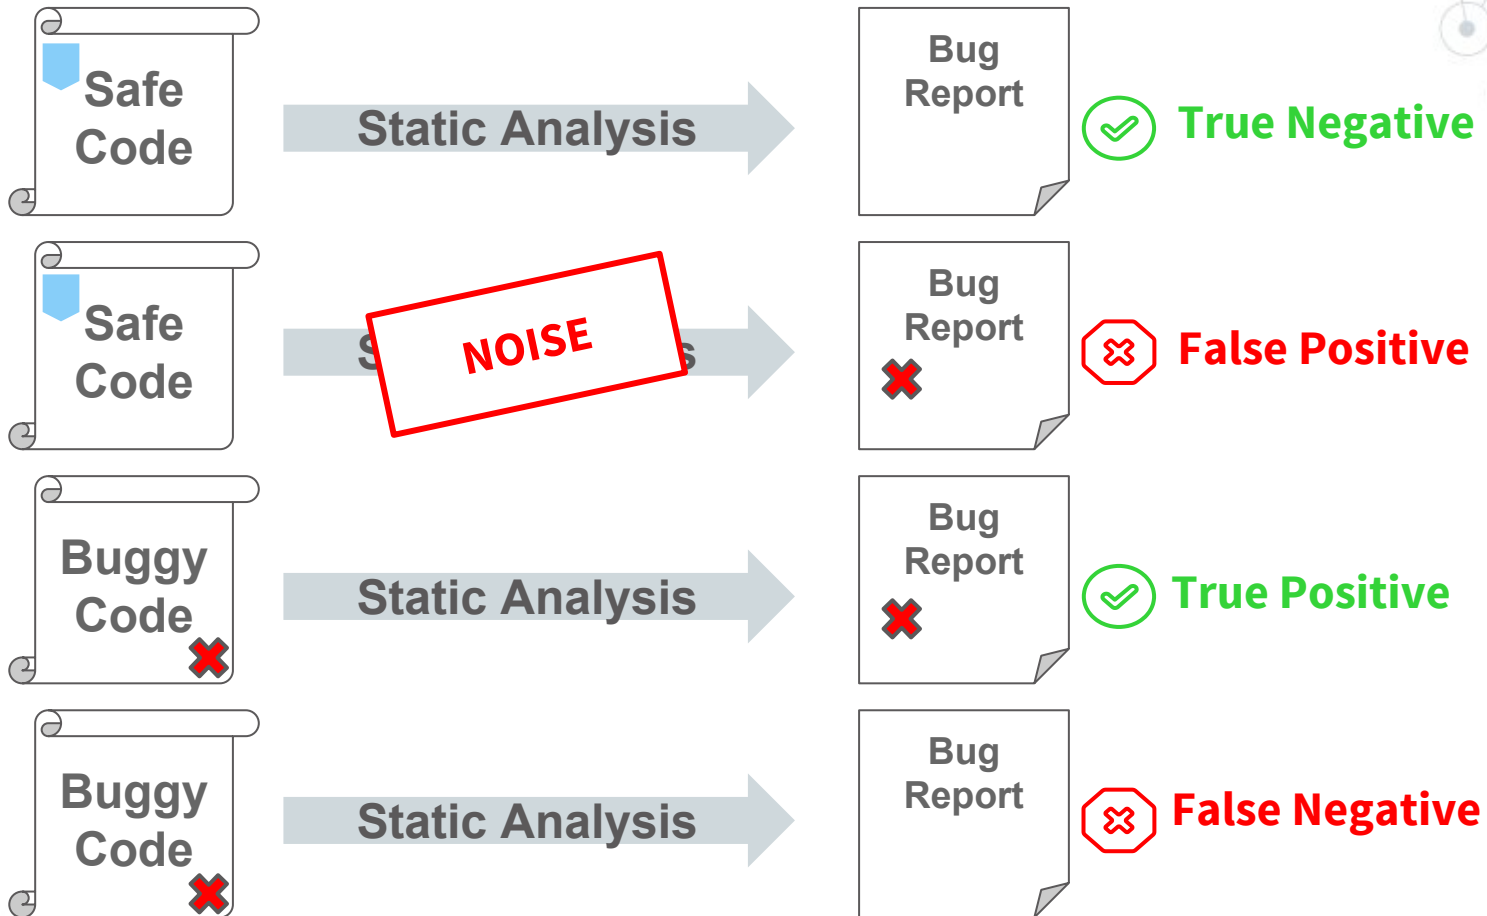 Safe
Code
Static Analysis
Bug
Report
True Negative
Safe
Code
NOISE
Bug
Report
False Positive
Buggy
Code
Static Analysis
Bug
Report
True Positive
Buggy
Code
Static Analysis
Bug
Report
False Negative